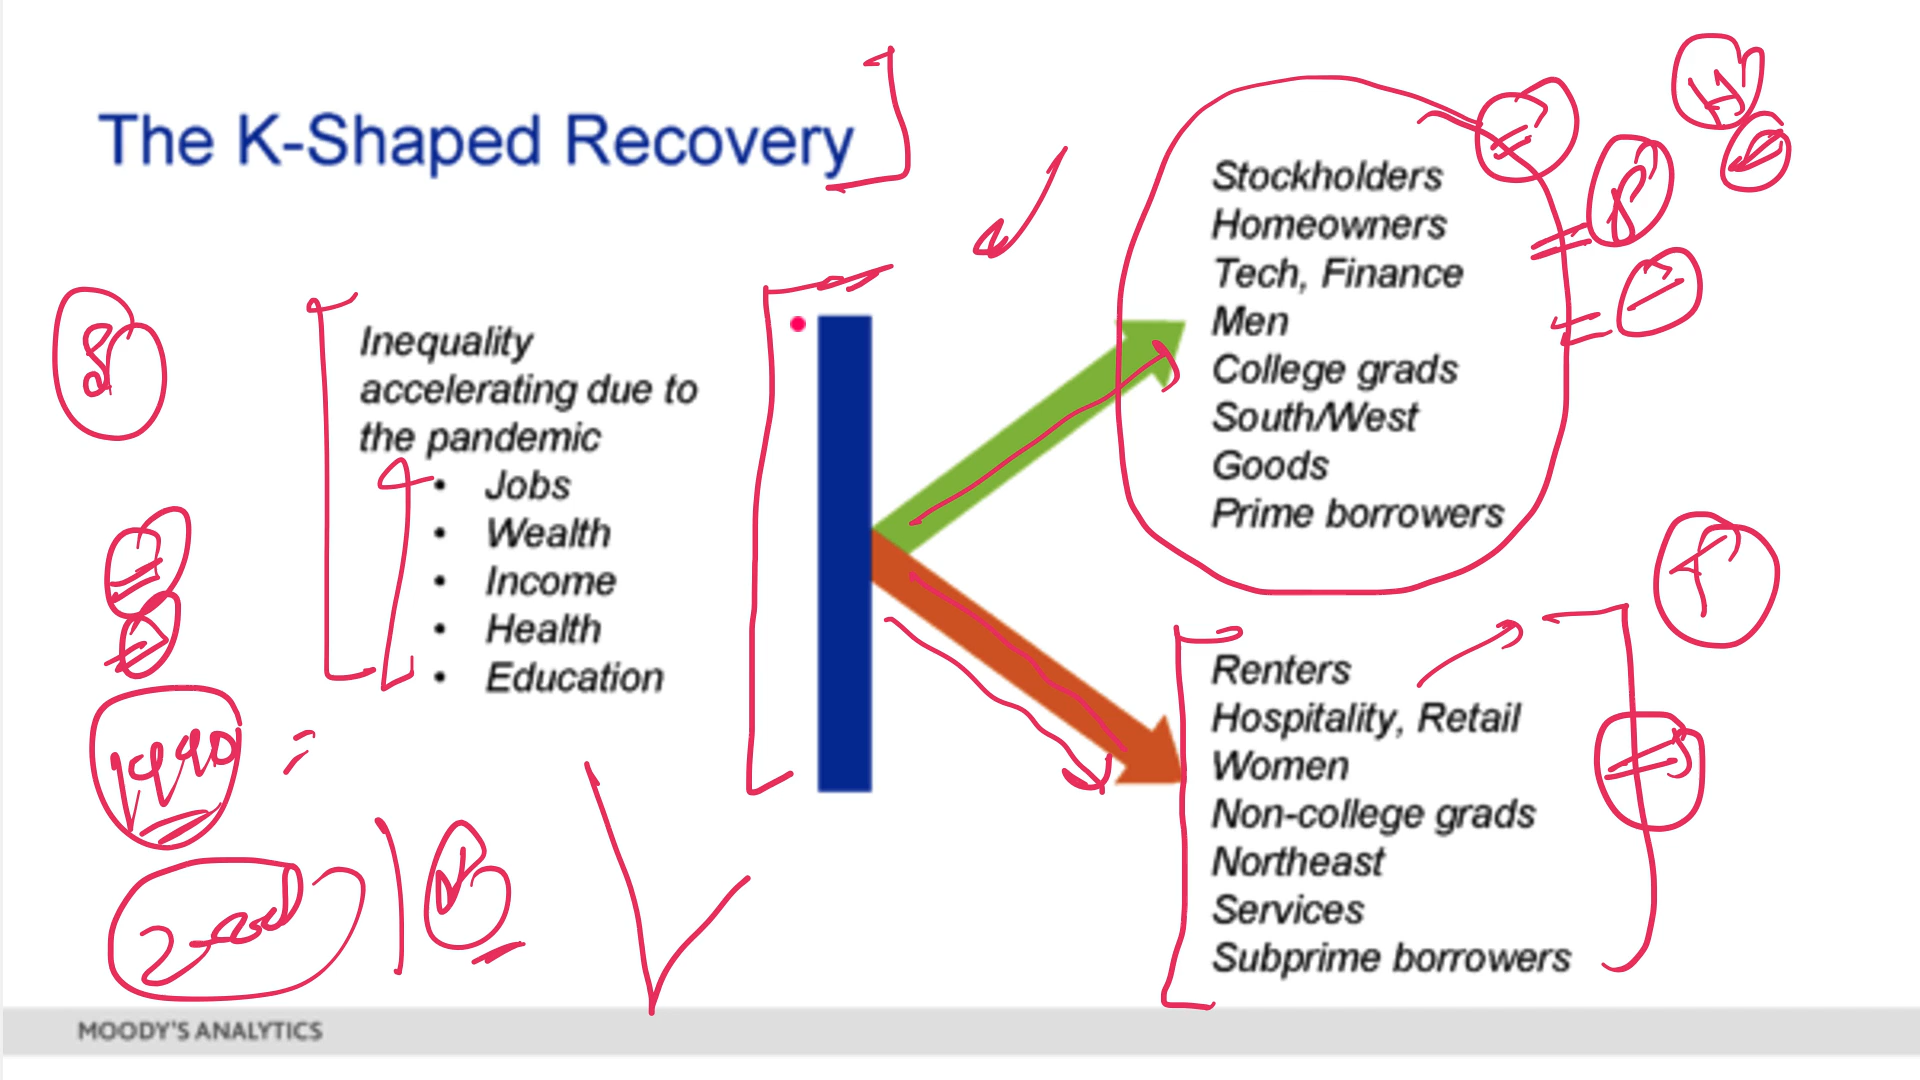 The K-Shaped Recovery
Inequality
accelerating due to
the pandemic
• Jobs
• Wealth
• Income
• Health
• Education
Stockholders
Homeowners
Tech, Finance
Men
College grads
South/West
Goods
Prime borrowers
Renters
Hospitality, Retail
Women
Non-college grads
Northeast
Services
Subprime borrowers
1990
MOODY'S ANALYTICS